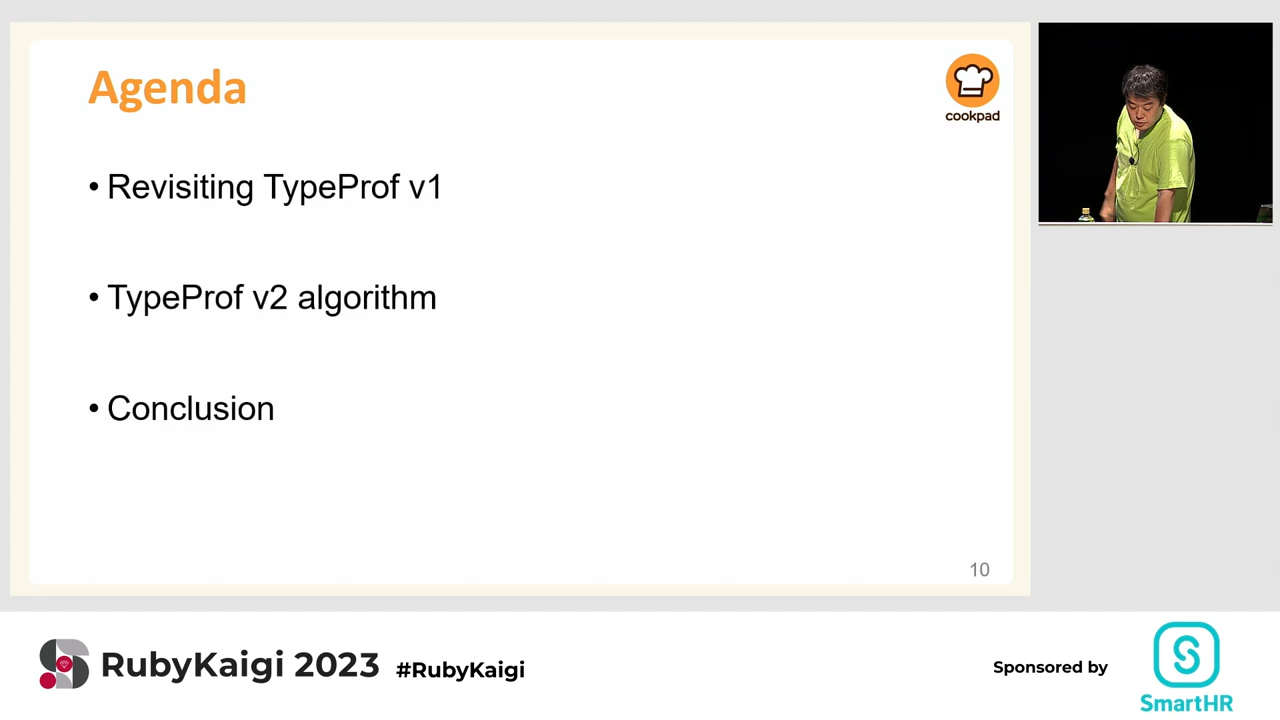 Agenda
cookpad
• Revisiting TypeProf v1
• TypeProf v2 algorithm
• Conclusion
10
RubyKaigi 2023 #RubyKaigi
Sponsored by
SmartHR